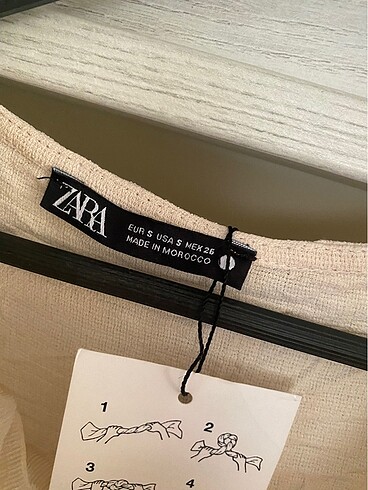 ZARA
EUR S USA S MEX 26
MADE IN MOROCCO
1
2
3
4